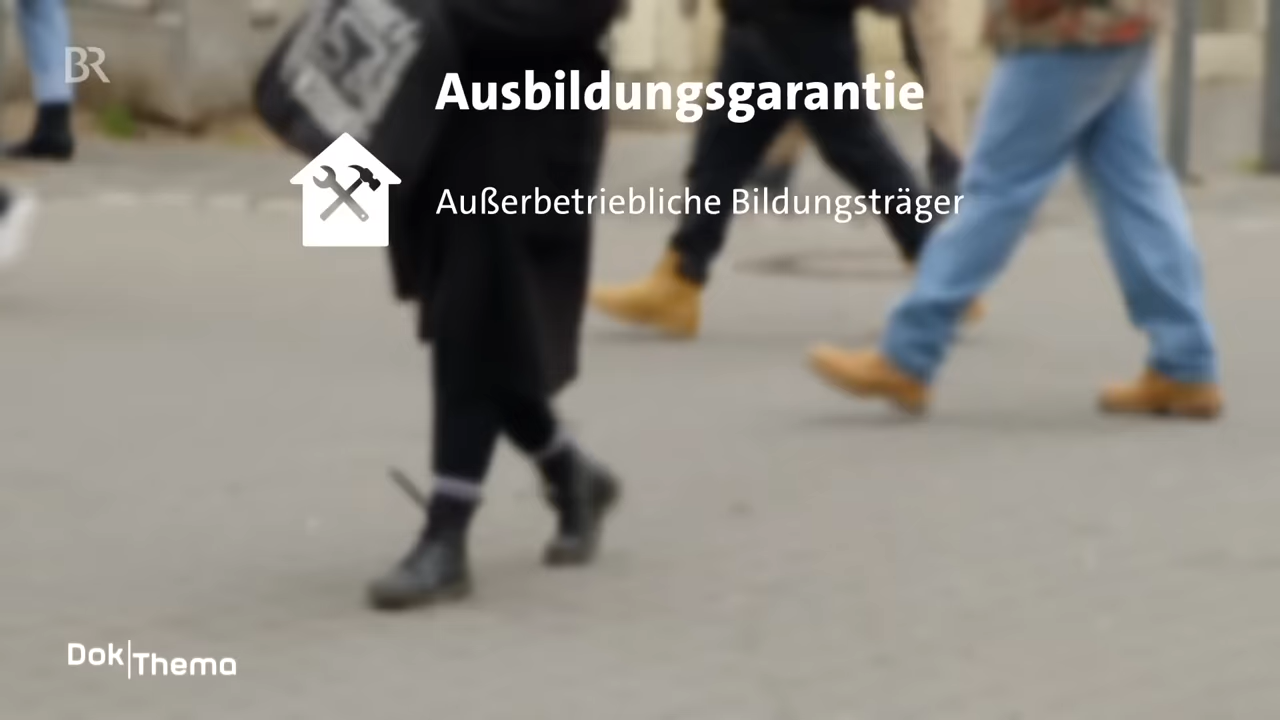 BR
Ausbildungsgarantie
Außerbetriebliche Bildungsträger
Dok
Thema